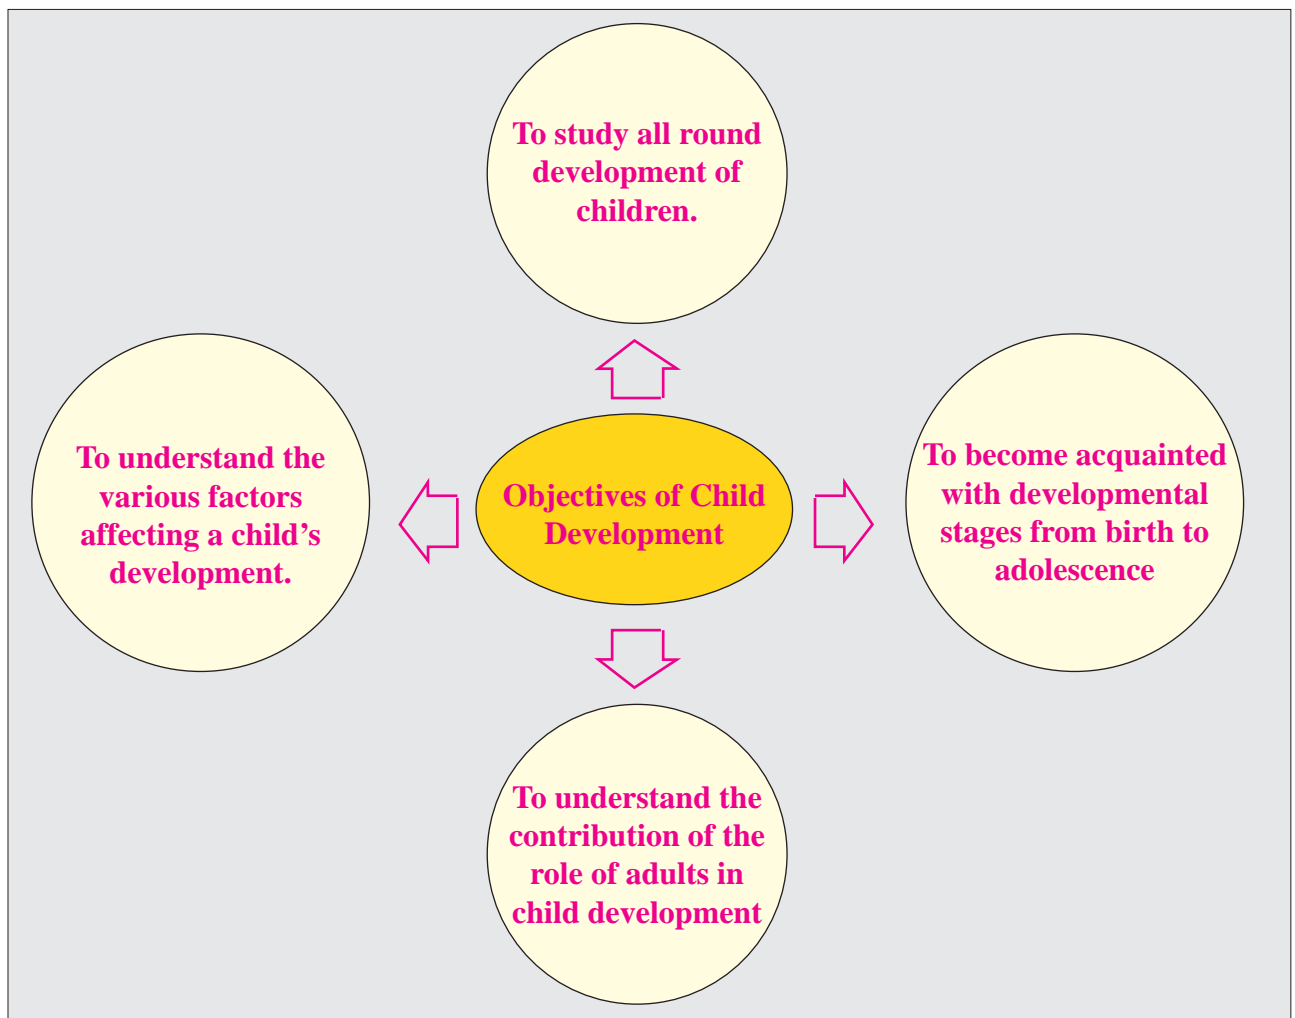 To study all round
development of
children.
To understand the
various factors
affecting a child’s
development.
Objectives of Child
Development
To become acquainted
with developmental
stages from birth to
adolescence
To understand the
contribution of the
role of adults in
child development